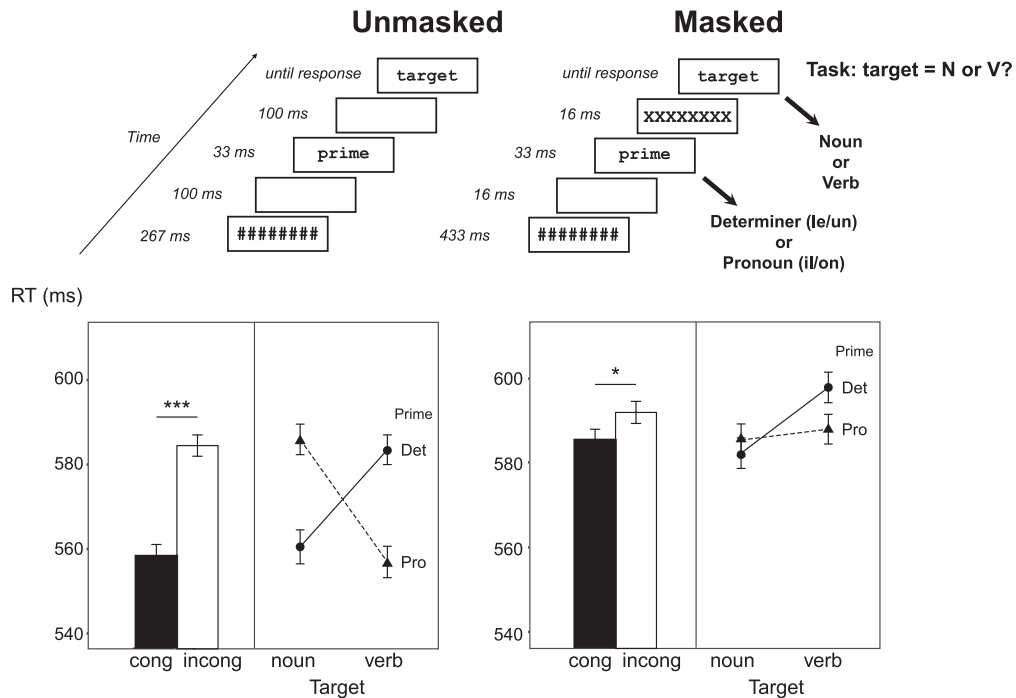 Unmasked
Masked
until response
target
100 ms
Time
33 ms
prime
100 ms
267 ms
########
until response
target
Task: target = N or V?
16 ms
XXXXXXXX
33 ms
prime
Noun
or
Verb
16 ms
433 ms
########
Determiner (le/un)
or
Pronoun (il/on)
RT (ms)
600
580
560
540
***
Prime
Det
Pro
cong incong
noun verb
Target
600
580
560
540
*
Prime
Det
Pro
cong incong
noun verb
Target